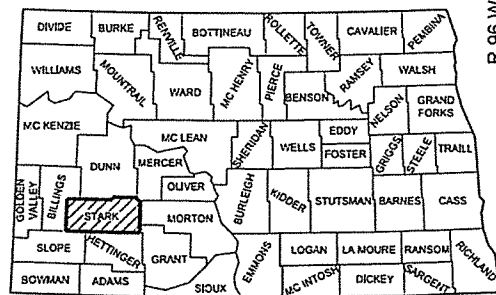 DIVIDE
BURKE
RENVILLE
BOTTINEAU
ROLLETTE
TOWNER
CAVALIER
PEMBINA
WILLIAMS
MOUNTRAIL
WARD
MC HENRY
PIERCE
BENSON
RAMSEY
WALSH
NELSON
GRAND
FORKS
MC KENZIE
MC LEAN
SHERIDAN
WELLS
EDDY
FOSTER
GRIGGS
STEELE
TRAILL
DUNN
MERCER
OLIVER
GOLDEN
VALLEY
BILLINGS
STARK
MORTON
BURLEIGH
KIDDER
STUTSMAN
BARNES
CASS
SLOPE
HETTINGER
GRANT
SIOUX
EMMONS
LOGAN
LA MOURE
RANSOM
RICHLAND
BOWMAN
ADAMS
MC INTOSH
DICKEY
SARGENT
R 96 W